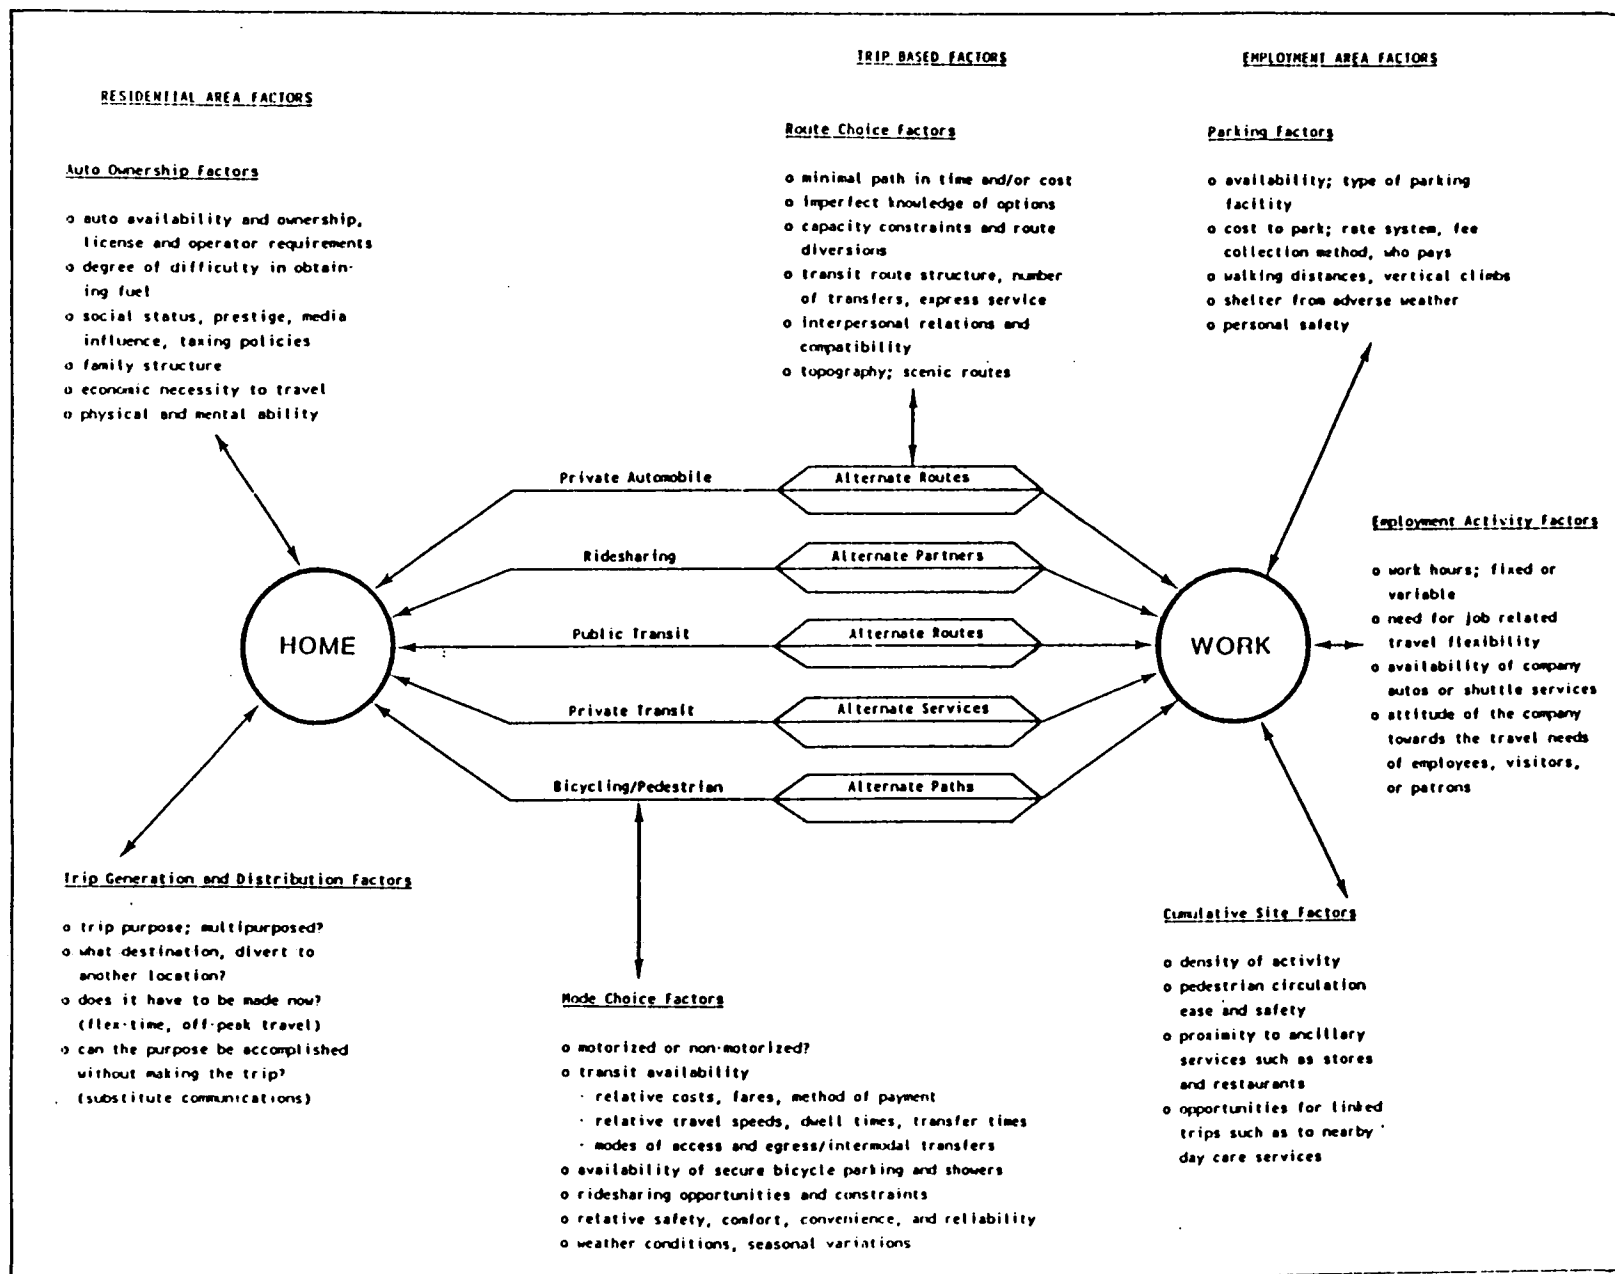 RESIDENTIAL AREA FACTORS
Auto Ownership Factors
o auto availability and ownership,
license and operator requirements
o degree of difficulty in obtain-
ing fuel
o social status, prestige, media
influence, taxing policies
o family structure
o economic necessity to travel
o physical and mental ability
TRIP BASED FACTORS
Route Choice Factors
o minimal path in time and/or cost
o imperfect knowledge of options
o capacity constraints and route
diversions
o transit route structure, number
of transfers, express service
o interpersonal relations and
compatibility
o topography; scenic routes
EMPLOYMENT AREA FACTORS
Parking Factors
o availability; type of parking
facility
o cost to park; rate system, fee
collection method, who pays
o walking distances, vertical climbs
o shelter from adverse weather
o personal safety
HOME
Private Automobile
Alternate Routes
Ridesharing
Alternate Partners
Public Transit
Alternate Routes
Private Transit
Alternate Services
Bicycling/Pedestrian
Alternate Paths
WORK
Employment Activity Factors
o work hours; fixed or
variable
o need for job related
travel flexibility
o availability of company
autos or shuttle services
o attitude of the company
towards the travel needs
of employees, visitors,
or patrons
Trip Generation and Distribution Factors
o trip purpose; multipurposed?
o what destination, divert to
another location?
o does it have to be made now?
(flex-time, off-peak travel)
o can the purpose be accomplished
without making the trip?
(substitute communications)
Mode Choice Factors
o motorized or non-motorized?
o transit availability
· relative costs, fares, method of payment
· relative travel speeds, dwell times, transfer times
· modes of access and egress/intermodal transfers
o availability of secure bicycle parking and showers
o ridesharing opportunities and constraints
o relative safety, comfort, convenience, and reliability
o weather conditions, seasonal variations
Cumulative Site Factors
o density of activity
o pedestrian circulation
ease and safety
o proximity to ancillary
services such as stores
and restaurants
o opportunities for linked
trips such as to nearby
day care services